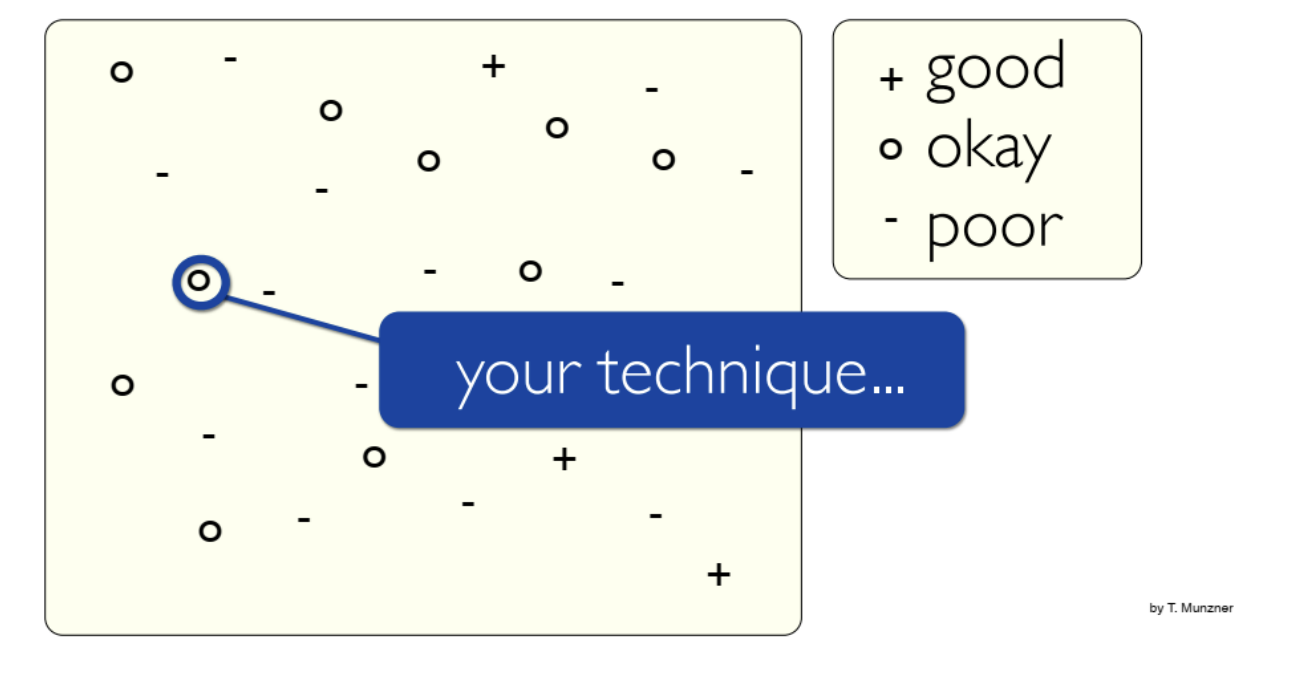 + good
o okay
- poor
your technique...
by T. Munzner